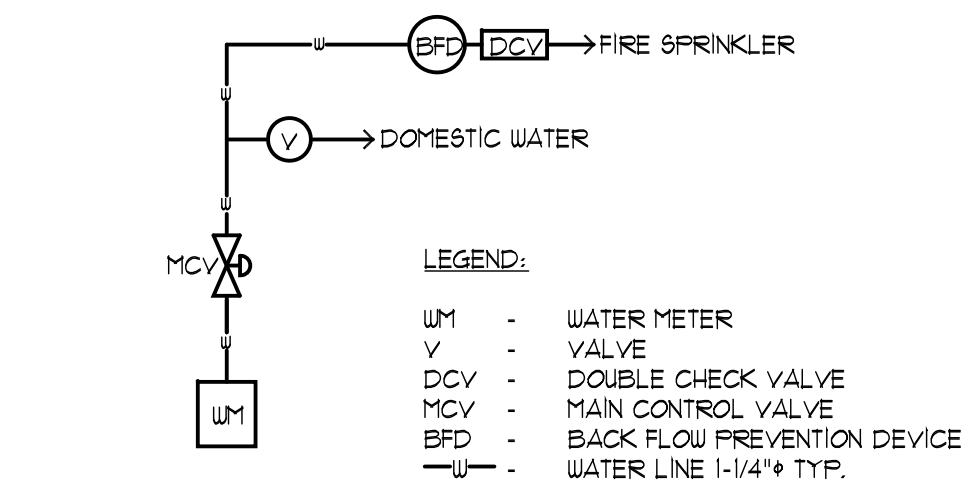 W BFD DCV FIRE SPRINKLER
W
V DOMESTIC WATER
W
MCV
W
WM
LEGEND:
WM - WATER METER
V - VALVE
DCV - DOUBLE CHECK VALVE
MCV - MAIN CONTROL VALVE
BFD - BACK FLOW PREVENTION DEVICE
W - WATER LINE 1-1/4"φ TYP.